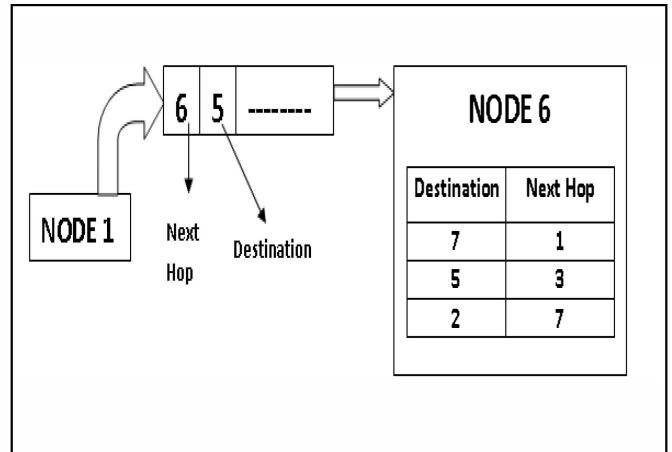 NODE 1
6 5 --------
Next
Hop
Destination
NODE 6
Destination Next Hop
7 1
5 3
2 7